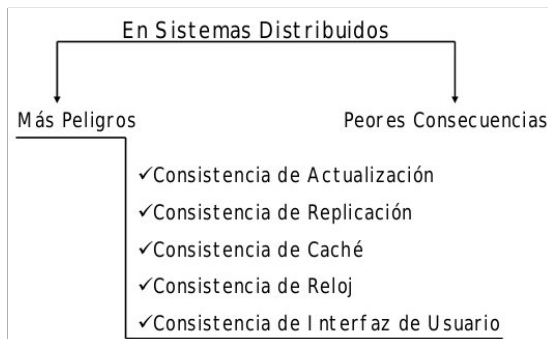 En Sistemas Distribuidos
Más Peligros
Peores Consecuencias
✓Consistencia de Actualización
✓Consistencia de Replicación
✓Consistencia de Caché
✓Consistencia de Reloj
✓Consistencia de Interfaz de Usuario